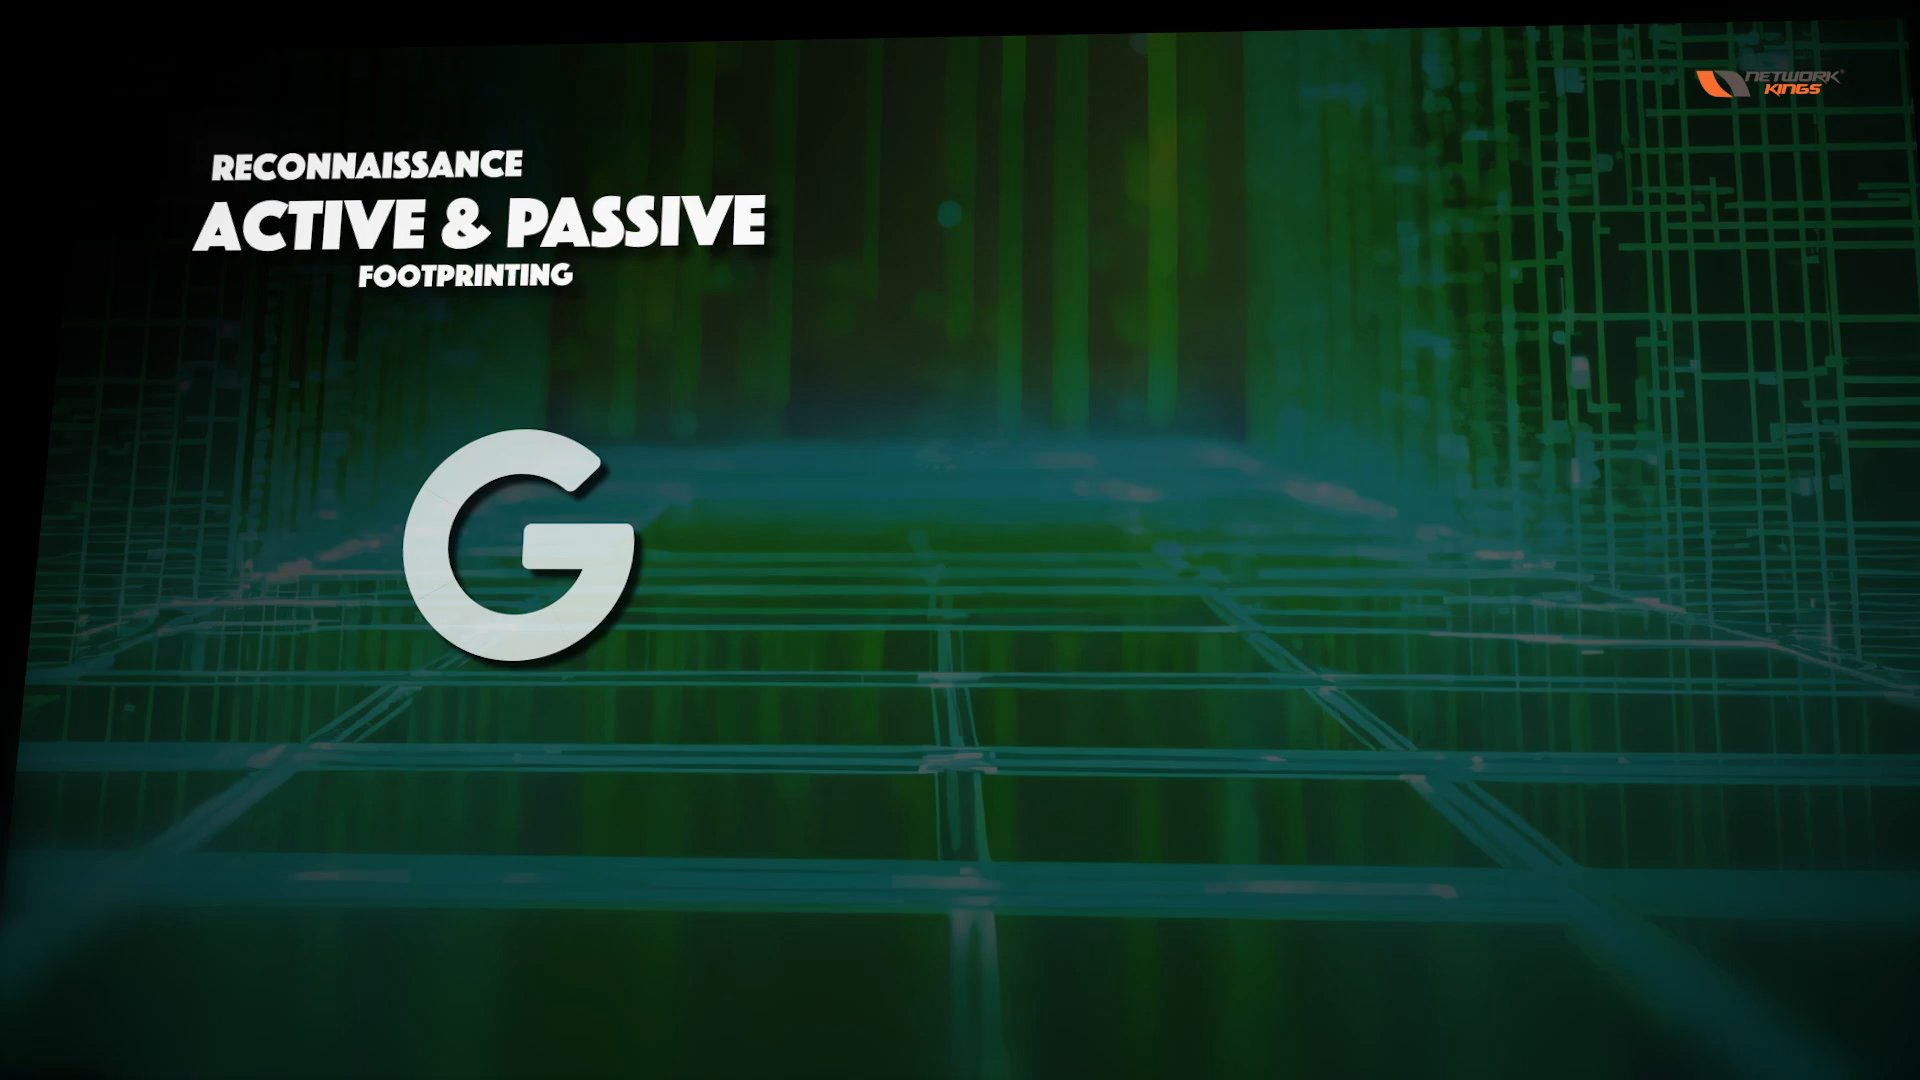 NETWORK
KINGS
RECONNAISSANCE
ACTIVE & PASSIVE
FOOTPRINTING
G